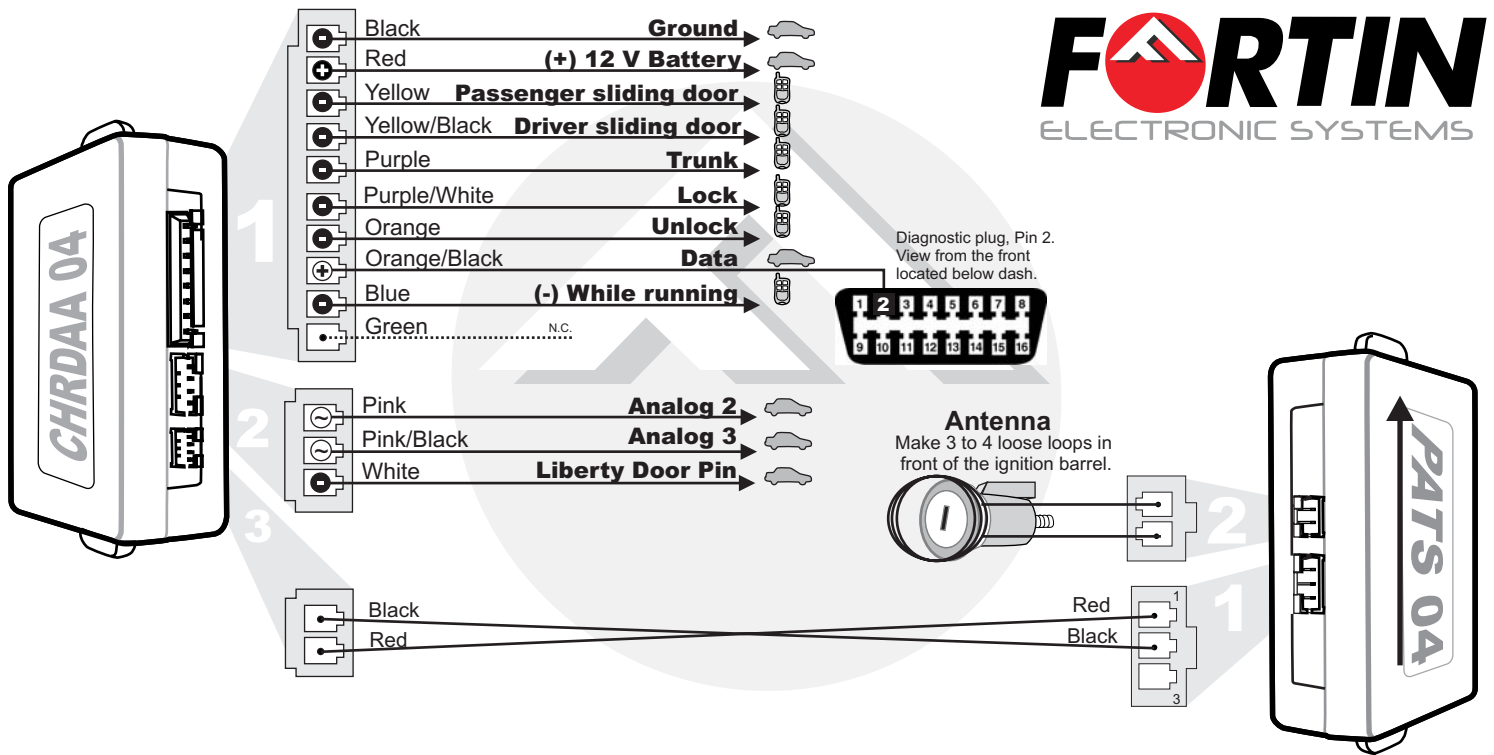 Black Ground
Red (+) 12 V Battery
Yellow Passenger sliding door
Yellow/Black Driver sliding door
Purple Trunk
Purple/White Lock
Orange Unlock
Orange/Black Data
Blue (-) While running
Green N.C.
1
CHRDAA 04
FORTIN
ELECTRONIC SYSTEMS
Diagnostic plug, Pin 2.
View from the front
located below dash.
1 2 3 4 5 6 7 8
9 10 11 12 13 14 15 16
2
Pink Analog 2
Pink/Black Analog 3
White Liberty Door Pin
3
Antenna
Make 3 to 4 loose loops in
front of the ignition barrel.
2
PATS 04
1
Black
Red
Red
Black
1
3